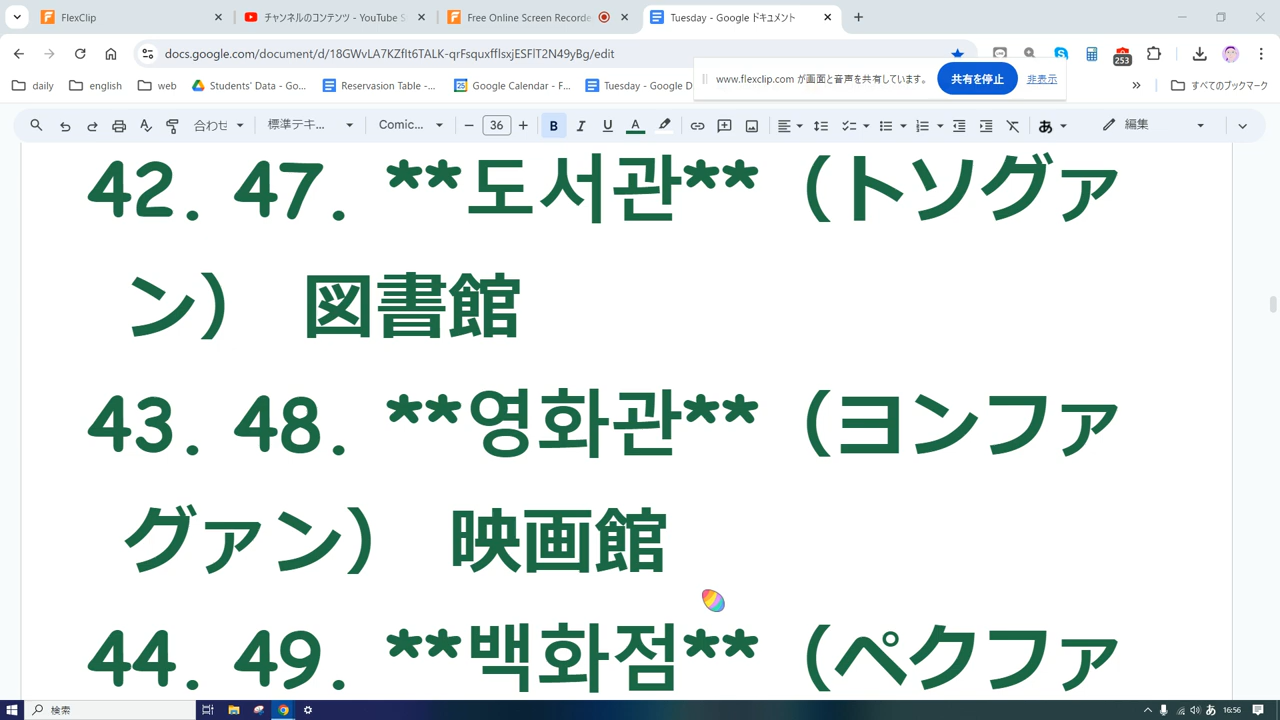 FlexClip
チャンネルのコンテンツ - YouTube
Free Online Screen Recorde
Tuesday - Google ドキュメント
docs.google.com/document/d/18GWvLA7KZflt6TALK-qrFsquxfflsxjESFlT2N49yBg/edit
253
daily
english
web
Students' Data - Zoo...
Reservasion Table -...
Google Calendar - F...
Tuesday - Google D
www.flexclip.com が画面と音声を共有しています。
共有を停止
非表示
»
すべてのブックマーク
合わせ
標準テキ...
Comic...
36
B
I
U
A
あ
編集
42. 47. **도서관** （トソグァ
ン） 図書館
43. 48. **영화관** （ヨンファ
グァン） 映画館
44. 49. **백화점** （ペクファ
検索
あ
16:56